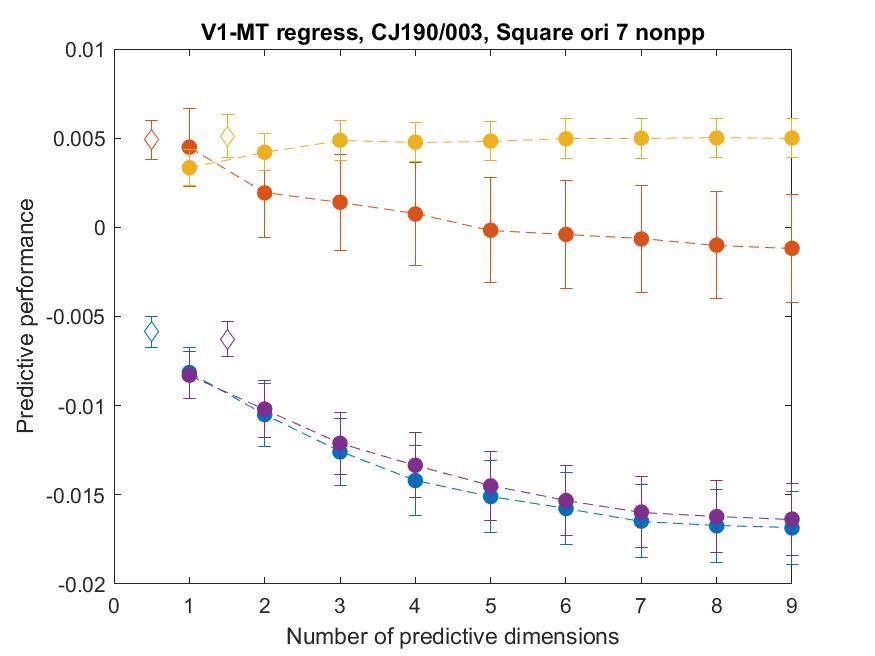 V1-MT regress, CJ190/003, Square ori 7 nonpp
0.01
0.005
0
-0.005
-0.01
-0.015
-0.02
Predictive performance
0 1 2 3 4 5 6 7 8 9
Number of predictive dimensions